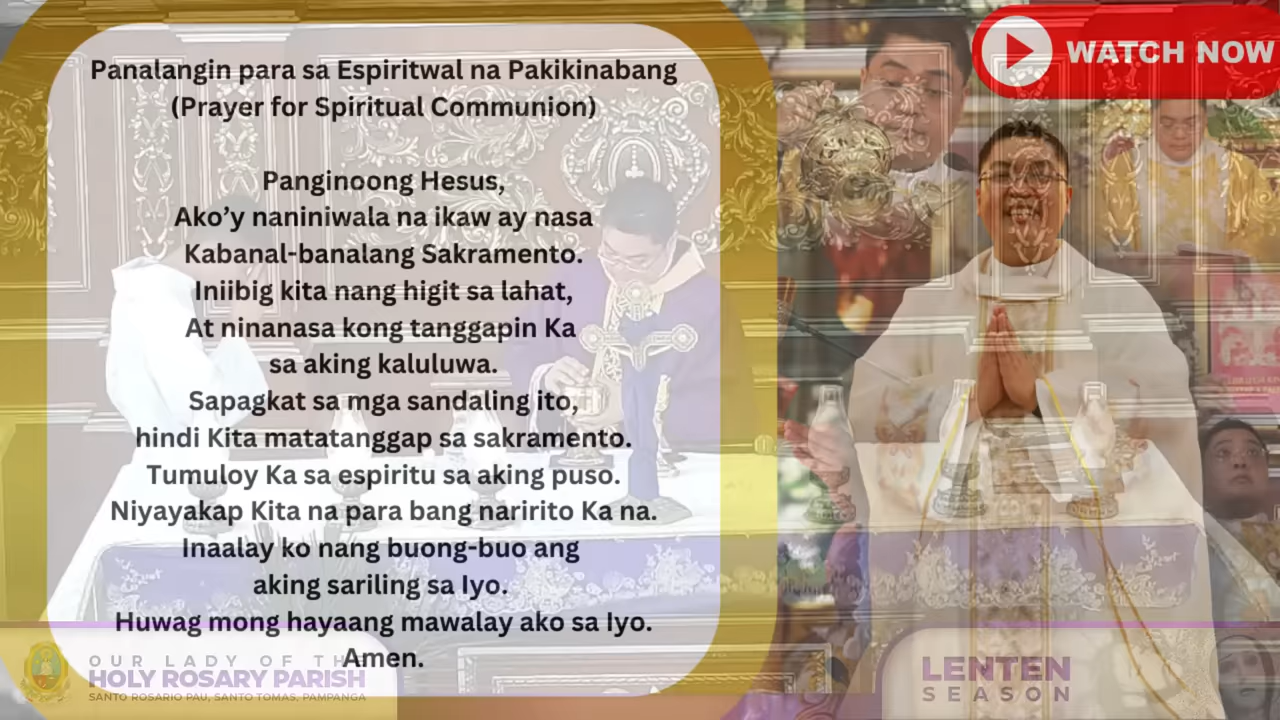 WATCH NOW
Panalangin para sa Espiritwal na Pakikinabang
(Prayer for Spiritual Communion)
Panginoong Hesus,
Ako’y naniniwala na ikaw ay nasa
Kabanal-banalang Sakramento.
Iniibig kita nang higit sa lahat,
At ninanasa kong tanggapin Ka
sa aking kaluluwa.
Sapagkat sa mga sandaling ito,
hindi Kita matatanggap sa sakramento.
Tumuloy Ka sa espiritu sa aking puso.
Niyayakap Kita na para bang naririto Ka na.
Inaalay ko nang buong-buo ang
aking sariling sa Iyo.
Huwag mong hayaang mawalay ako sa Iyo.
Amen.
OUR LADY OF THE
HOLY ROSARY PARISH
SANTO ROSARIO PAU, SANTO TOMAS, PAMPANGA
LENTEN
SEASON